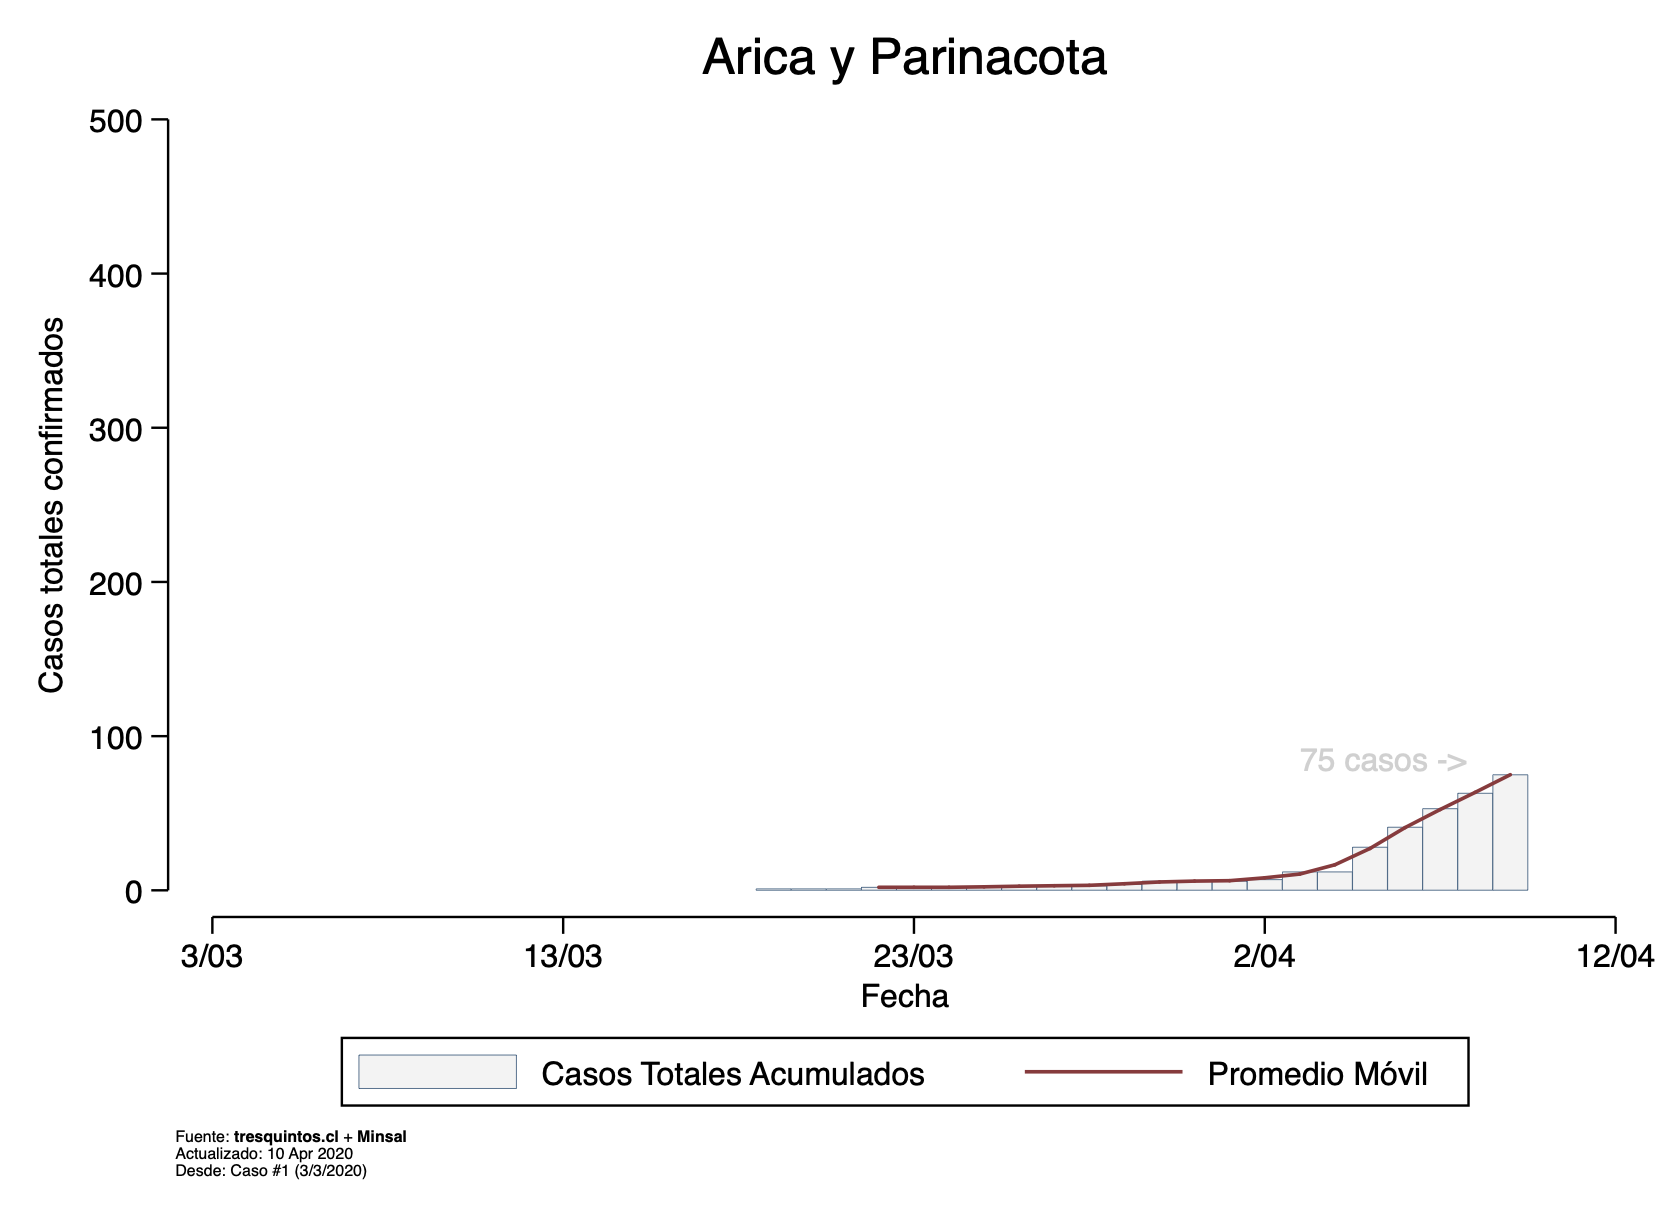 Arica y Parinacota
500
400
300
200
100
0
Casos totales confirmados
75 casos ->
3/03 13/03 23/03 2/04 12/04
Fecha
Casos Totales Acumulados Promedio Móvil
Fuente: tresquintos.cl + Minsal
Actualizado: 10 Apr 2020
Desde: Caso #1 (3/3/2020)